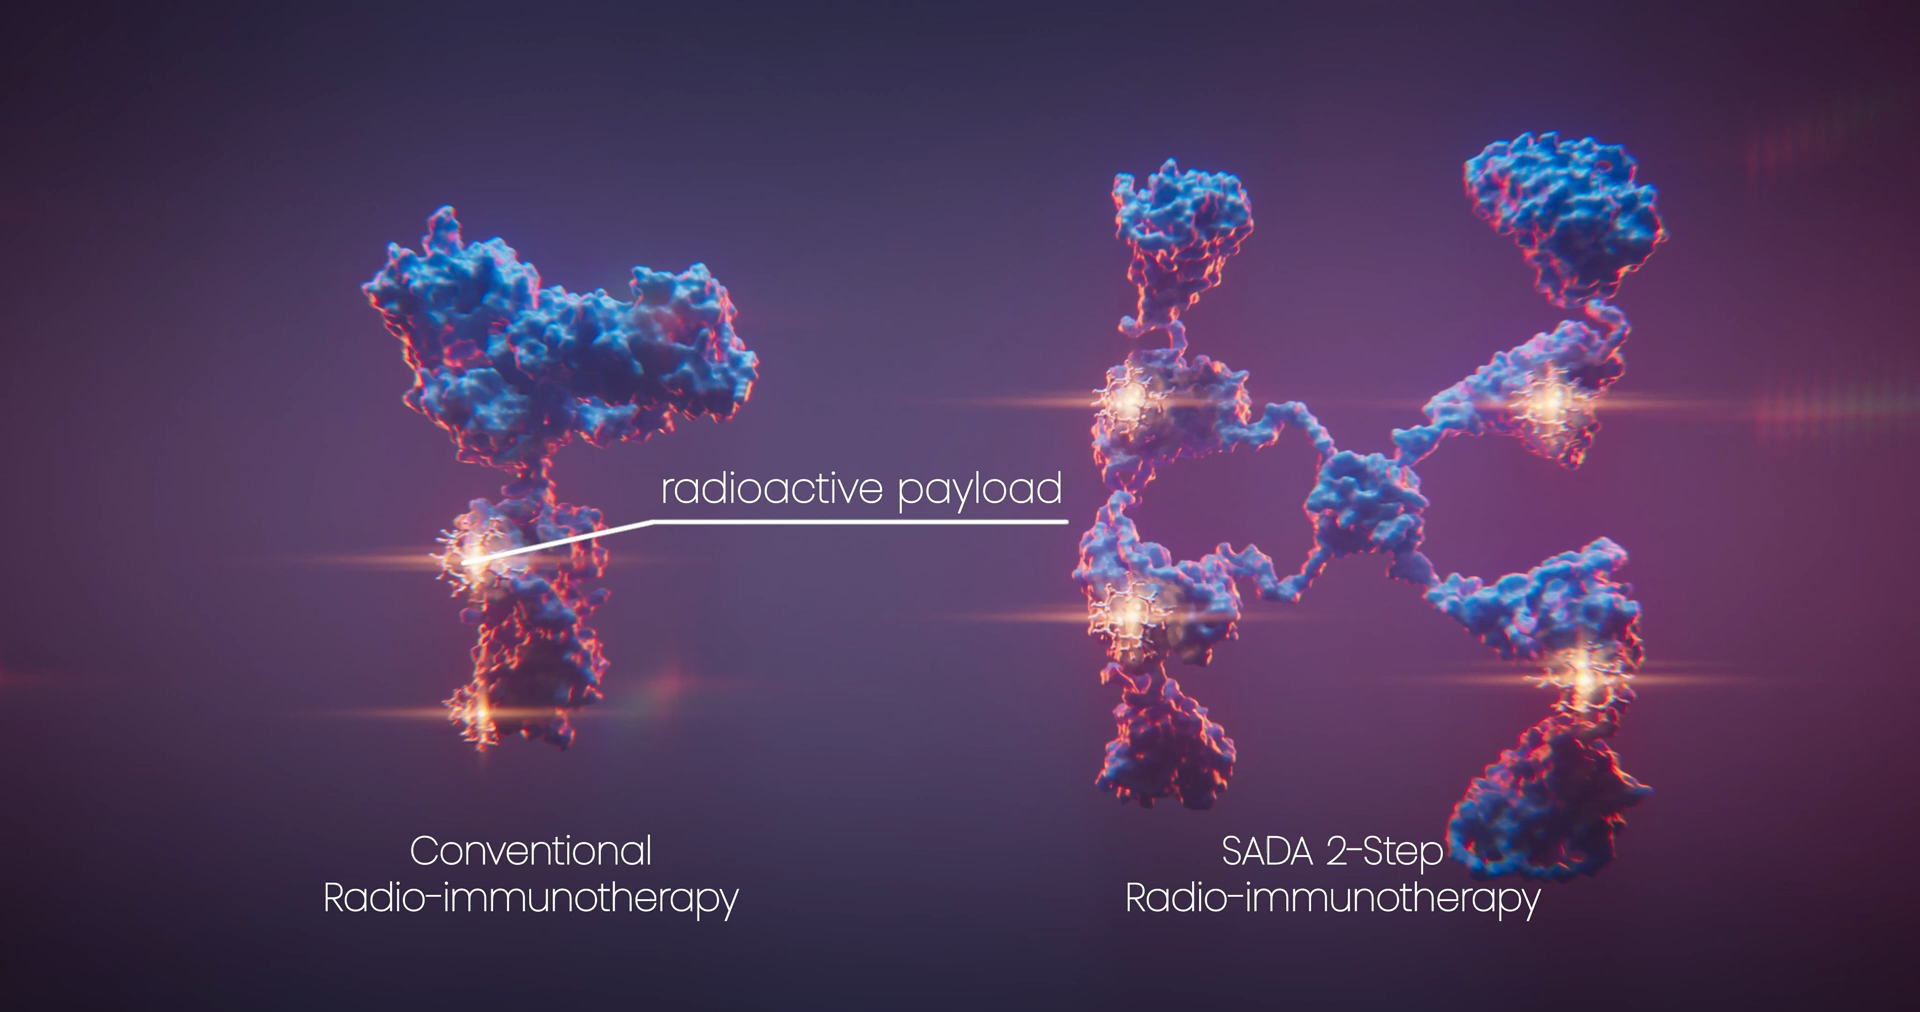 radioactive payload
Conventional
Radio-immunotherapy
SADA 2-Step
Radio-immunotherapy